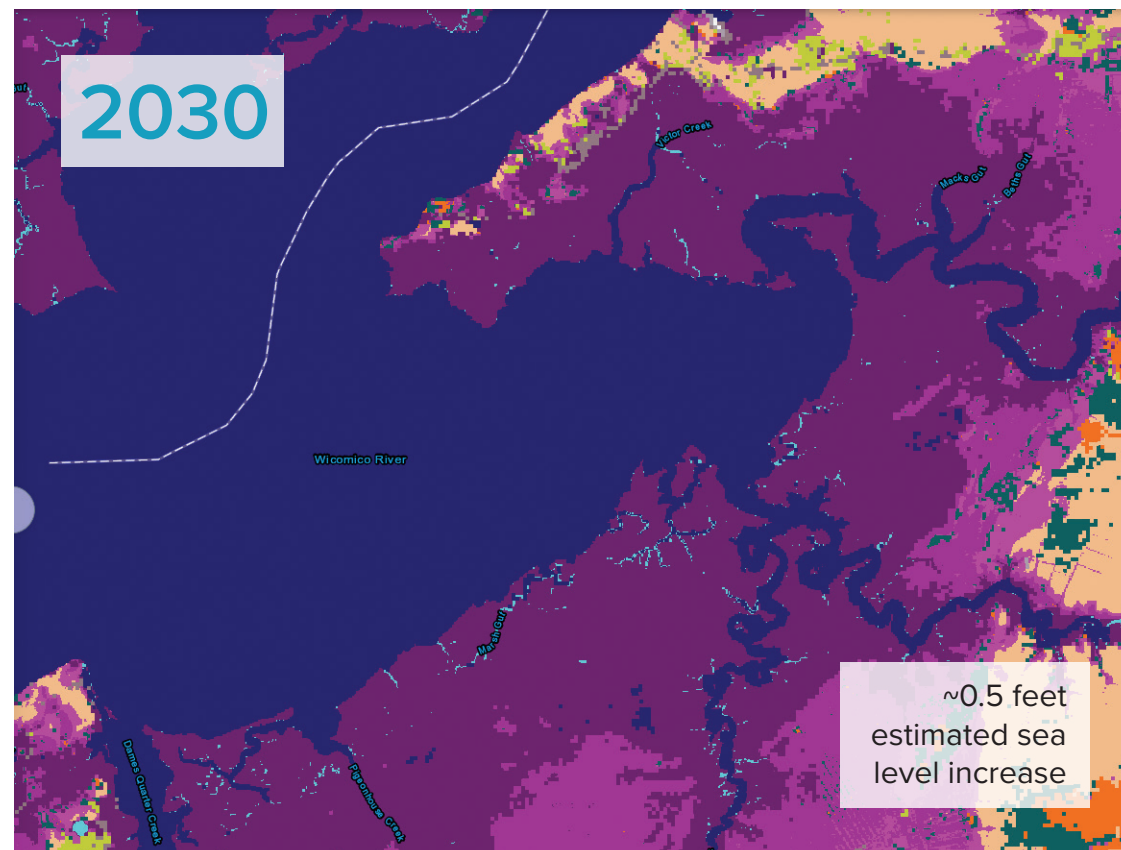 2030
Gut
Victor Creek
Macks Gut
Beths Gut
Wicomico River
Marsh Gut
Dames Quarter Creek
Pigeonhouse Creek
~0.5 feet
estimated sea
level increase